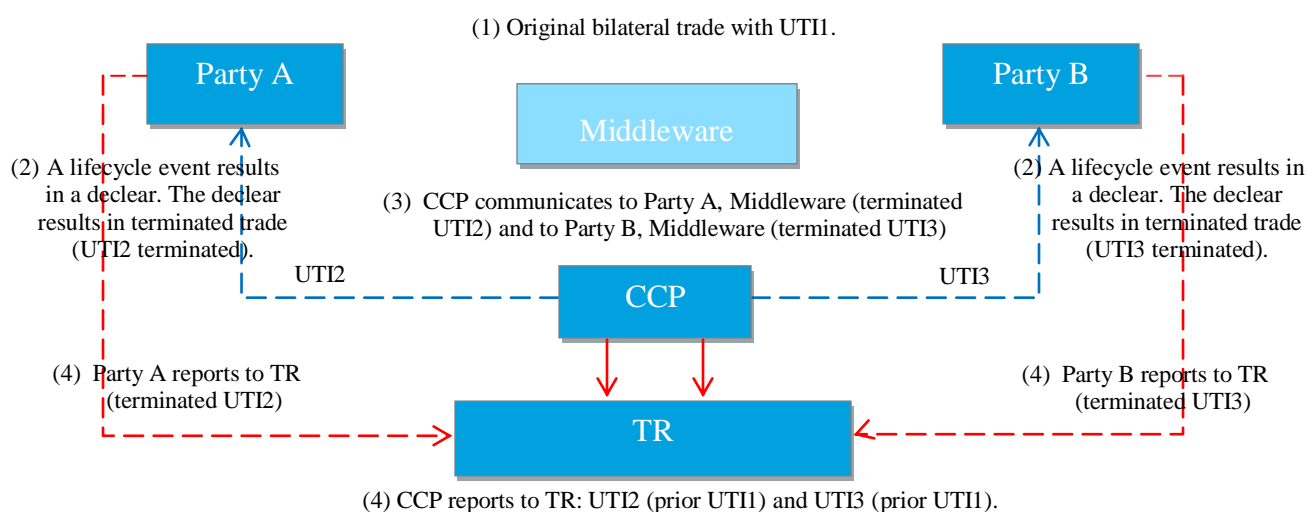 (1) Original bilateral trade with UTI1.
Party A
Party B
Middleware
(2) A lifecycle event results
in a declear. The declear
results in terminated trade
(UTI2 terminated).
(2) A lifecycle event results in
a declear. The declear
results in terminated trade
(UTI3 terminated).
(3) CCP communicates to Party A, Middleware (terminated
UTI2) and to Party B, Middleware (terminated UTI3)
UTI2
CCP
UTI3
(4) Party A reports to TR
(terminated UTI2)
(4) Party B reports to TR
(terminated UTI3)
TR
(4) CCP reports to TR: UTI2 (prior UTI1) and UTI3 (prior UTI1).